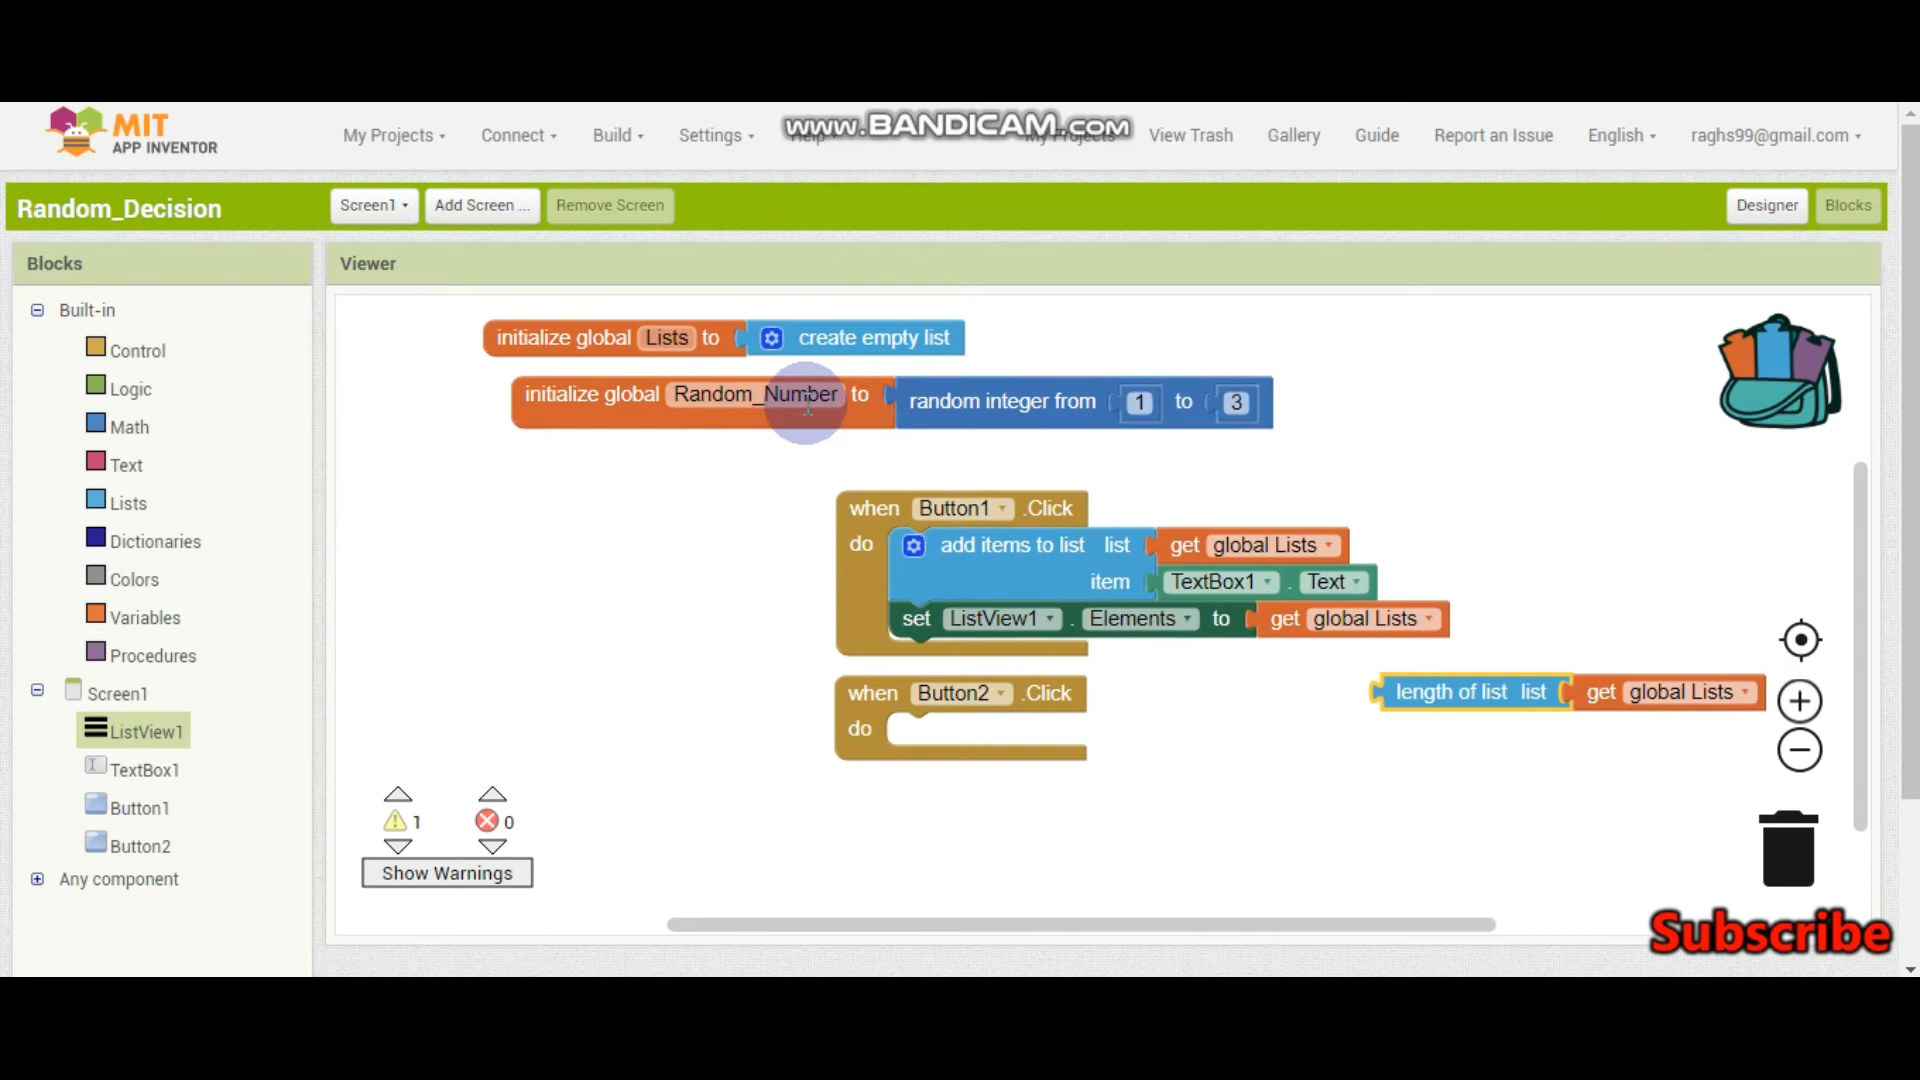 www.BANDICAM.com
MIT
APP INVENTOR
My Projects
Connect
Build
Settings
Help
My Projects
View Trash
Gallery
Guide
Report an Issue
English
raghs99@gmail.com
Random_Decision
Screen1
Add Screen ...
Remove Screen
Designer
Blocks
Blocks
Viewer
Built-in
Control
Logic
Math
Text
Lists
Dictionaries
Colors
Variables
Procedures
Screen1
ListView1
TextBox1
Button1
Button2
Any component
initialize global Lists to create empty list
initialize global Random_Number to random integer from 1 to 3
when Button1 .Click
do add items to list list get global Lists
item TextBox1 . Text
set ListView1 . Elements to get global Lists
when Button2 .Click
do
length of list list get global Lists
1 0
Show Warnings
Subscribe